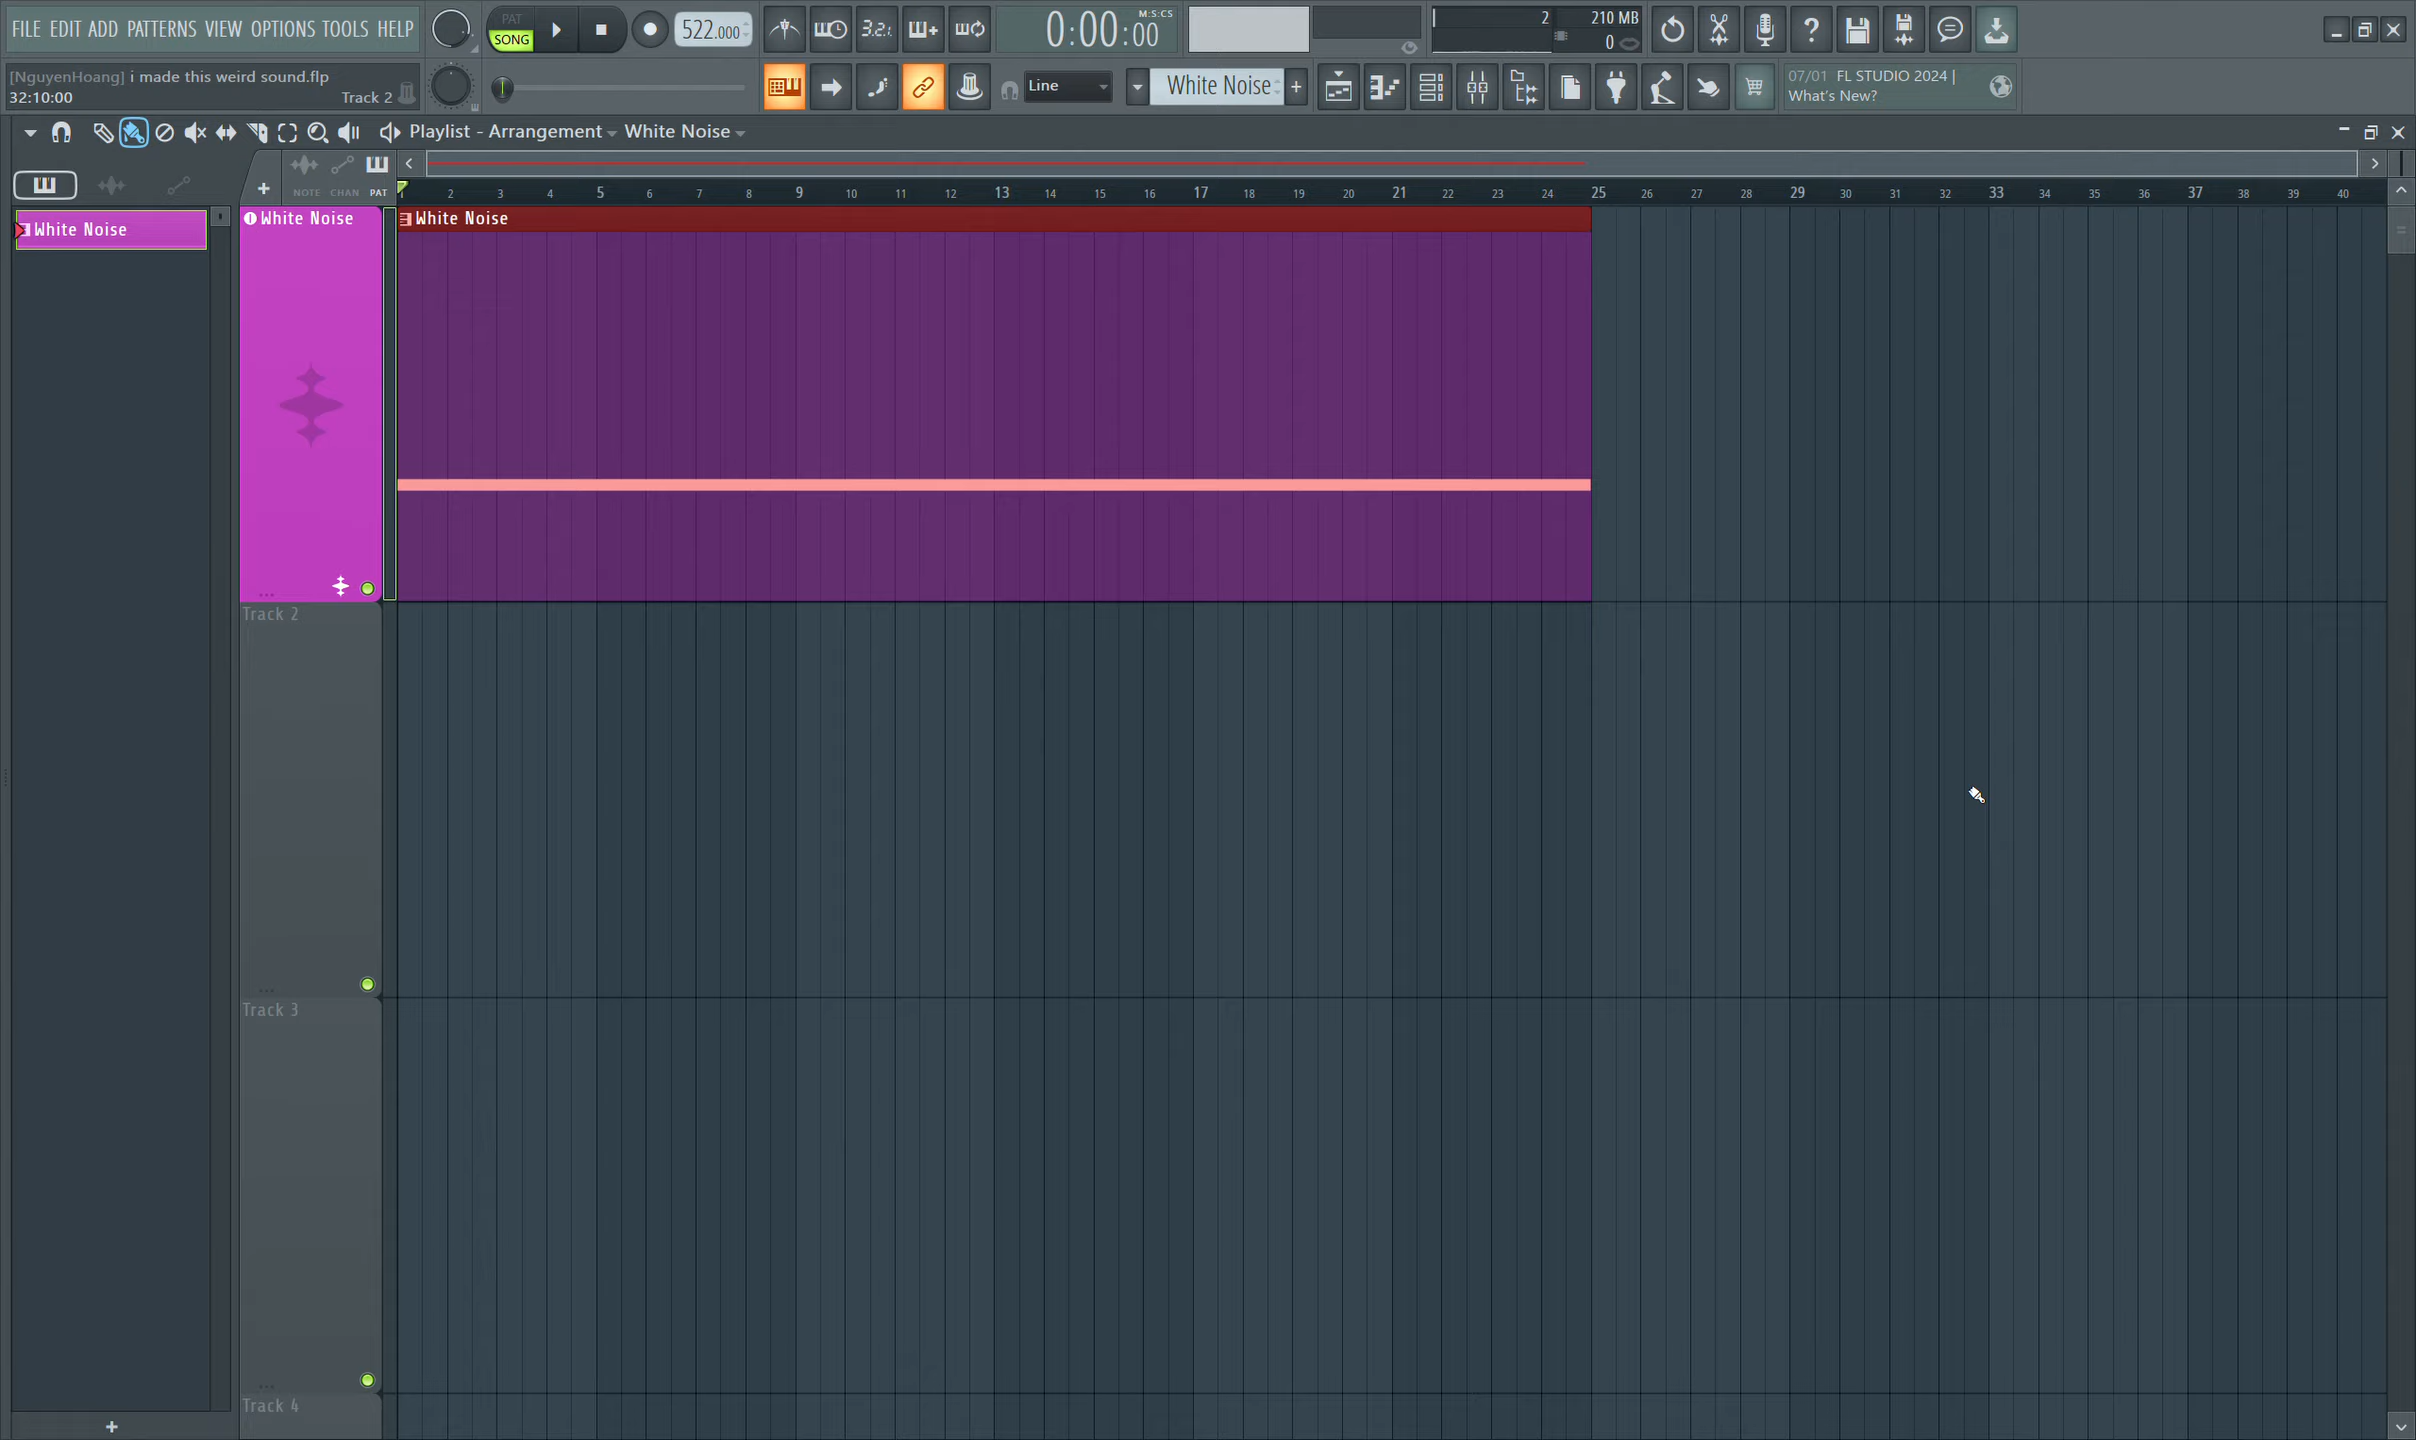 FILE EDIT ADD PATTERNS VIEW OPTIONS TOOLS HELP
PAT
SONG
522.000
3.2.
0:00:00
M:S:CS
2
210 MB
0
[NguyenHoang] i made this weird sound.flp
32:10:00
Track 2
Line
White Noise
07/01 FL STUDIO 2024 |
What's New?
Playlist - Arrangement White Noise
NOTE CHAN PAT
1 2 3 4 5 6 7 8 9 10 11 12 13 14 15 16 17 18 19 20 21 22 23 24 25 26 27 28 29 30 31 32 33 34 35 36 37 38 39 40
White Noise
White Noise
White Noise
Track 2
Track 3
Track 4